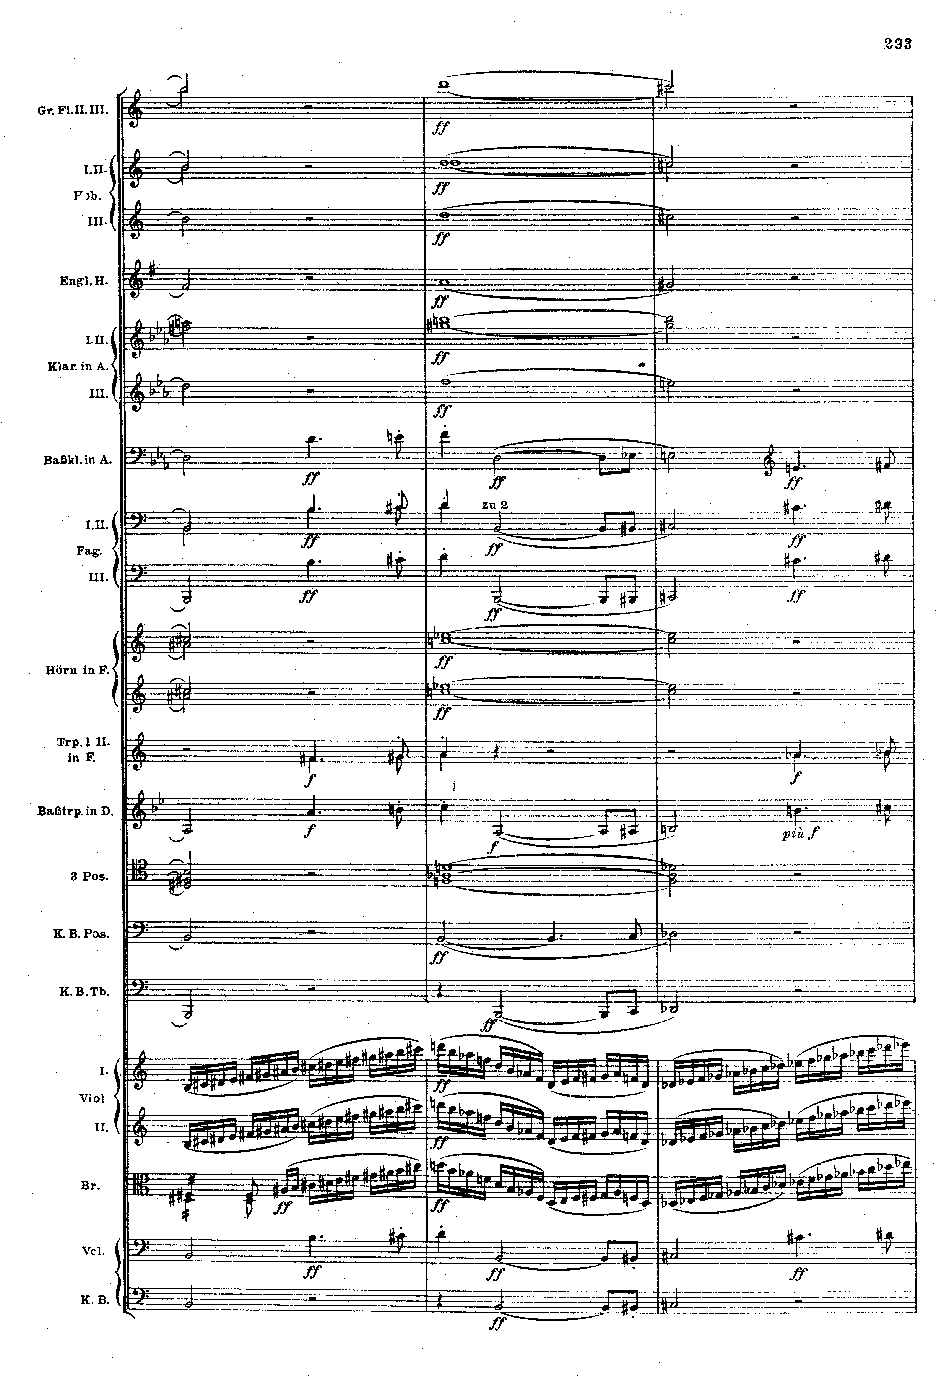 233
Gr. Fl. II. III.
ff
I. II.
ff
Hob.
III.
ff
Engl. H.
ff
I. II.
ff
Klar. in A.
III.
ff
Baßkl. in A.
ff ff ff
zu 2
I. II.
ff ff ff
Fag.
III.
ff ff ff
ff
Hörn. in F.
ff
Trp. I. II.
in F.
f f
Baßtrp. in D.
f f più f
3 Pos.
K. B. Pos.
ff
K. B. Tb.
ff
I.
ff
Viol
II.
ff
Br.
ff ff
Vcl.
ff ff ff
K. B.
ff